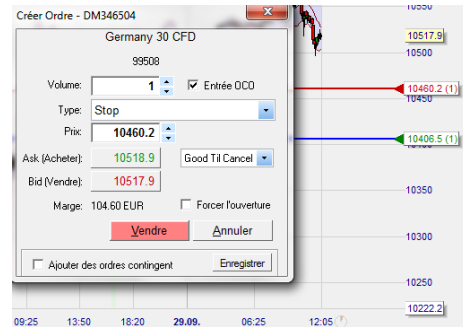 Créer Ordre - DM346504
Germany 30 CFD
99508
Volume: 1 Entrée OCO
Type: Stop
Prix: 10460.2
Ask (Acheter): 10518.9 Good Til Cancel
Bid (Vendre): 10517.9
Marge: 104.60 EUR Forcer l'ouverture
Vendre Annuler
Ajouter des ordres contingent Enregistrer
10550
10517.9
10500
10460.2 (1)
10450
10406.5 (1)
10350
10300
10250
10222.2
09:25 13:50 18:20 29.09. 06:25 12:05